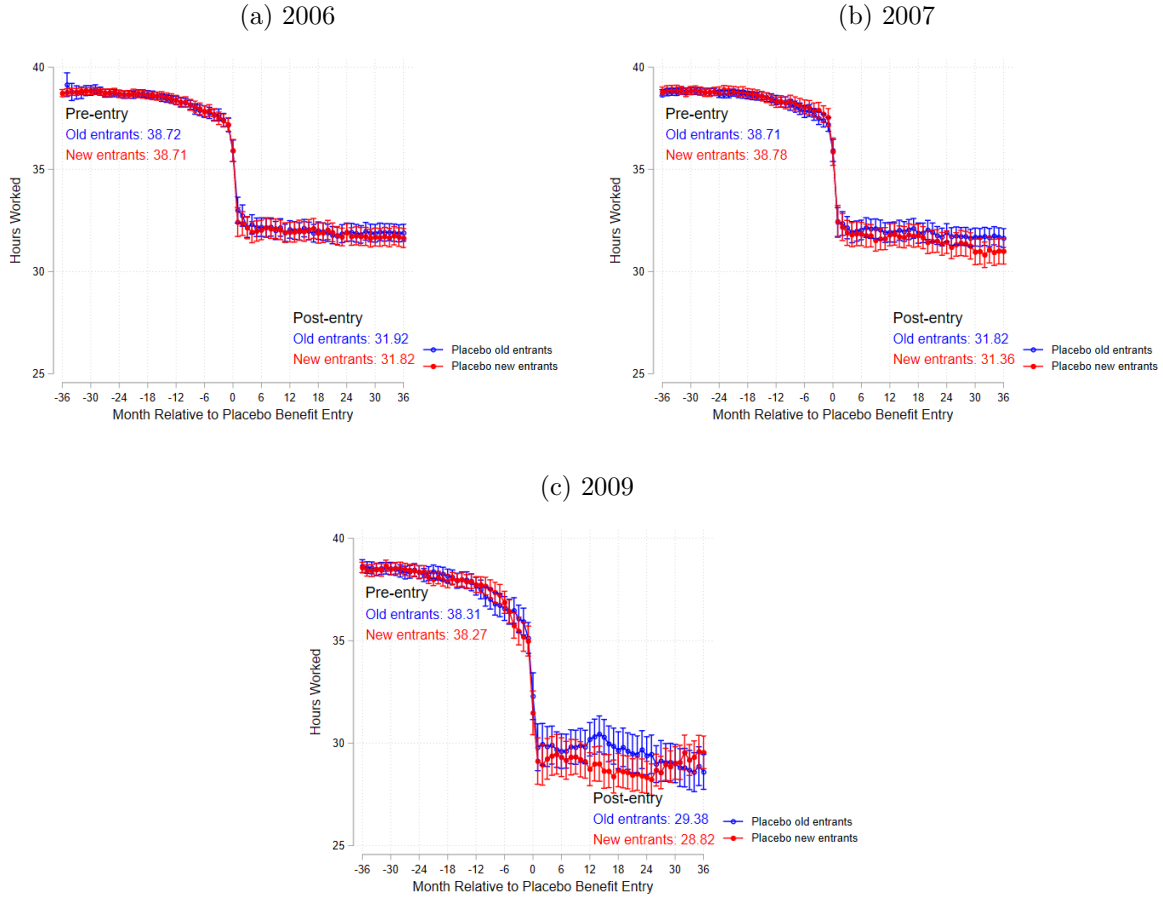 (a) 2006
40
35
30
25
Hours Worked
Pre-entry
Old entrants: 38.72
New entrants: 38.71
Post-entry
Old entrants: 31.92
New entrants: 31.82
Placebo old entrants
Placebo new entrants
-36 -30 -24 -18 -12 -6 0 6 12 18 24 30 36
Month Relative to Placebo Benefit Entry
(b) 2007
40
35
30
25
Hours Worked
Pre-entry
Old entrants: 38.71
New entrants: 38.78
Post-entry
Old entrants: 31.82
New entrants: 31.36
Placebo old entrants
Placebo new entrants
-36 -30 -24 -18 -12 -6 0 6 12 18 24 30 36
Month Relative to Placebo Benefit Entry
(c) 2009
40
35
30
25
Hours Worked
Pre-entry
Old entrants: 38.31
New entrants: 38.27
Post-entry
Old entrants: 29.38
New entrants: 28.82
Placebo old entrants
Placebo new entrants
-36 -30 -24 -18 -12 -6 0 6 12 18 24 30 36
Month Relative to Placebo Benefit Entry